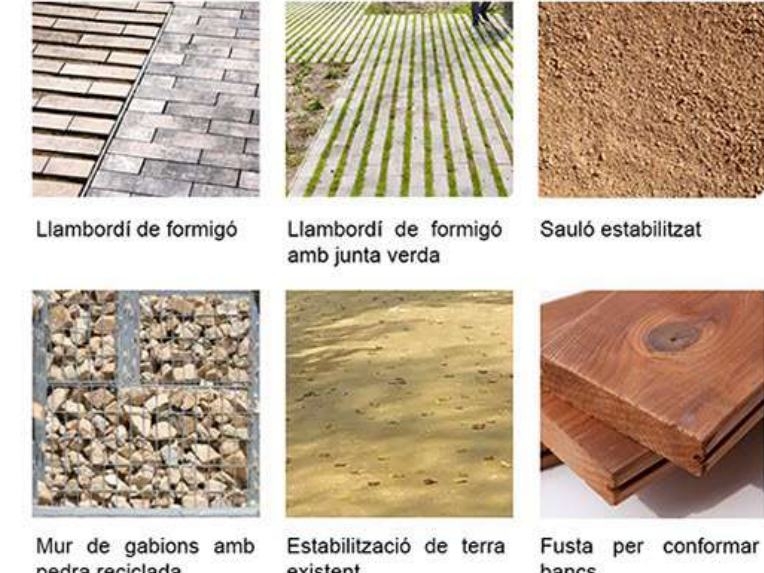 Llambordí de formigó
Llambordí de formigó
amb junta verda
Sauló estabilitzat
Mur de gabions amb
pedra reciclada
Estabilització de terra
existent
Fusta per conformar
bancs